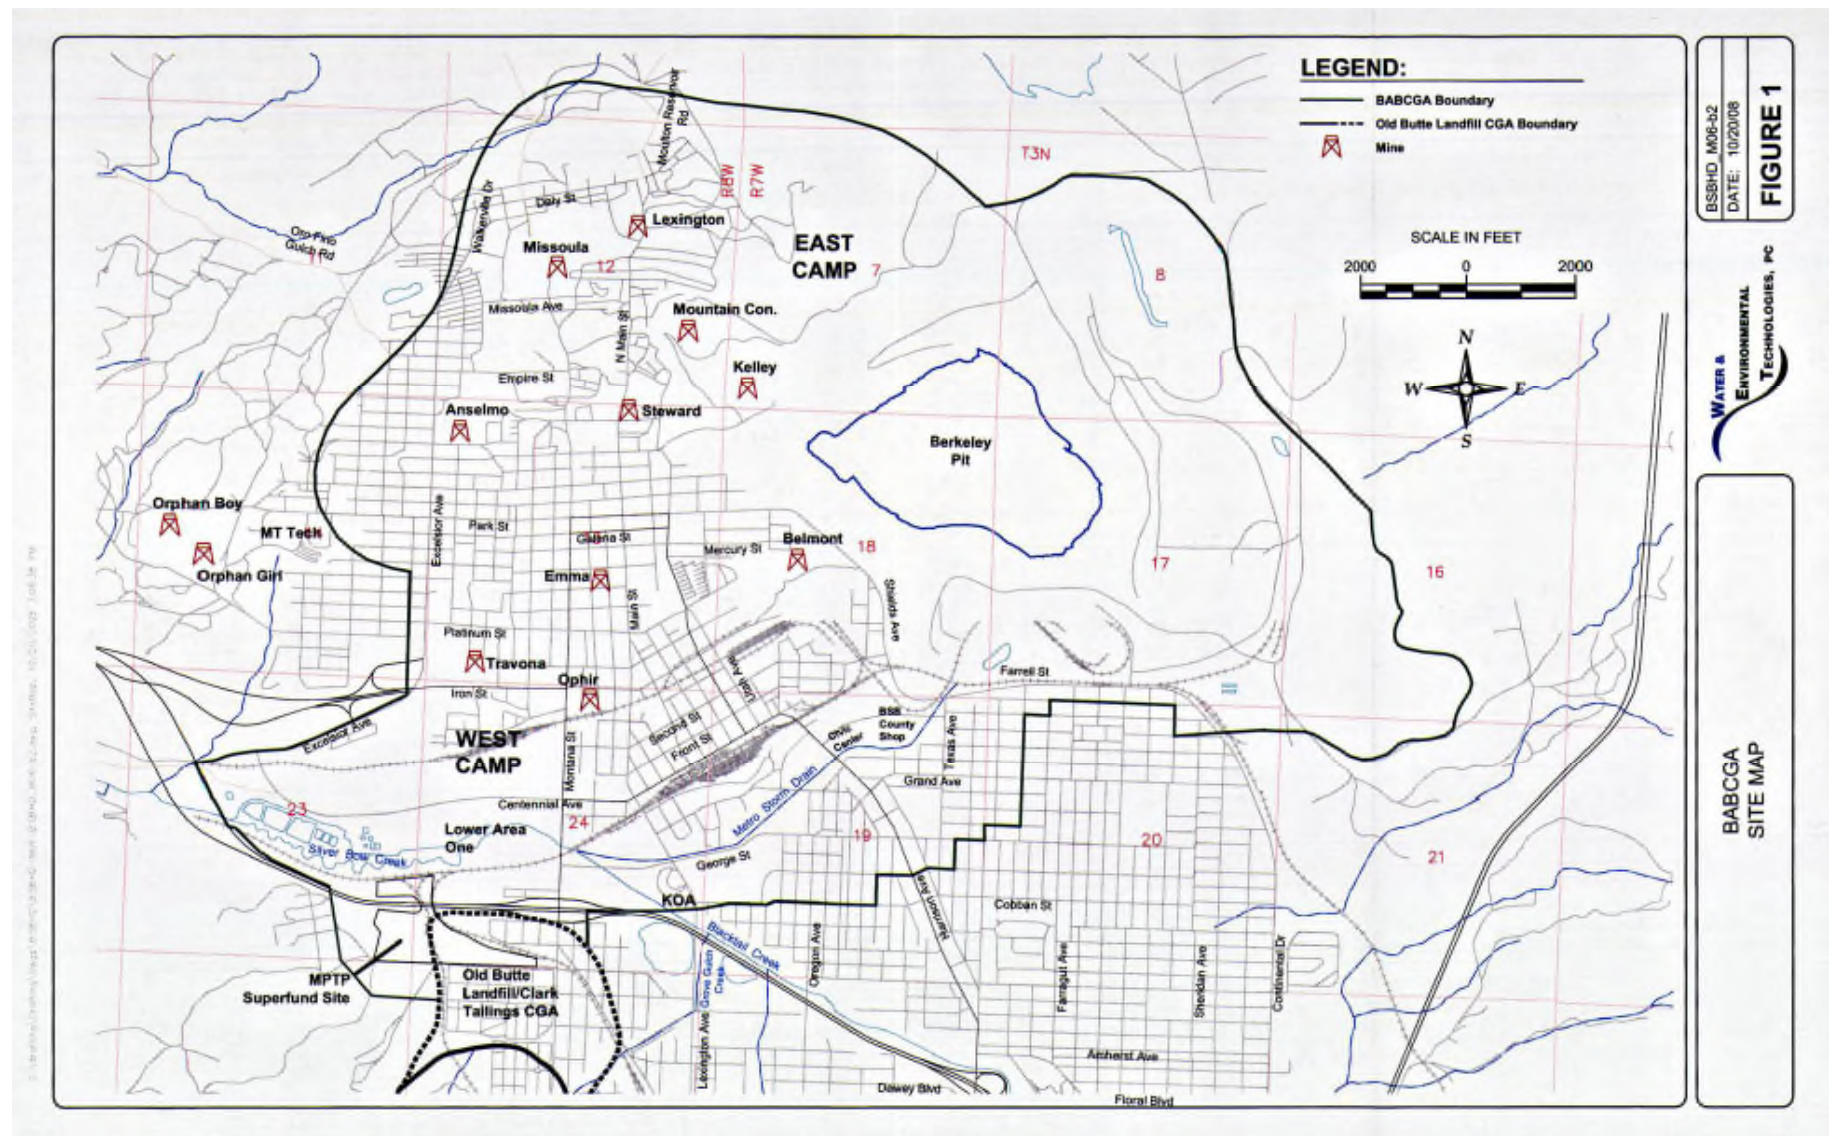 LEGEND:
BABCGA Boundary
Old Butte Landfill CGA Boundary
Mine
SCALE IN FEET
2000 0 2000
N
W E
S
BSBHD_M06-b2
DATE: 10/20/08
FIGURE 1
WATER &
ENVIRONMENTAL
TECHNOLOGIES, PC
BABCGA
SITE MAP
Mouton Reservoir
Rd
T3N
R8W
R7W
Walkerville Dr
Daly St
Lexington
Oro Fino
Gulch Rd
11
Missoula
12
EAST
CAMP
7
8
Missoula Ave
N Main St
Mountain Con.
Empire St
Kelley
Anselmo
Steward
Berkeley
Pit
Orphan Boy
MT Tech
Orphan Girl
Excelsior Ave
Park St
Galena St
Mercury St
Belmont
18
17
16
Emma
Main St
Shields Ave
Platinum St
Travona
Ophir
Iron St
Utah Ave
Farrell St
Excelsior Ave
WEST
CAMP
Montana St
Second St
Front St
Civic
Center
BSB
County
Shop
Texas Ave
Grand Ave
Metro Storm Drain
Centennial Ave
23
24
Lower Area
One
Silver Bow Creek
George St
19
20
21
KOA
Harrison Ave
Cobban St
Blacktail Creek
Grove Gulch
Creek
Lexington Ave
Oregon Ave
Farragut Ave
Sheridan Ave
Continental Dr
MPTP
Superfund Site
Old Butte
Landfill/Clark
Tailings CGA
Amherst Ave
Dewey Blvd
Floral Blvd